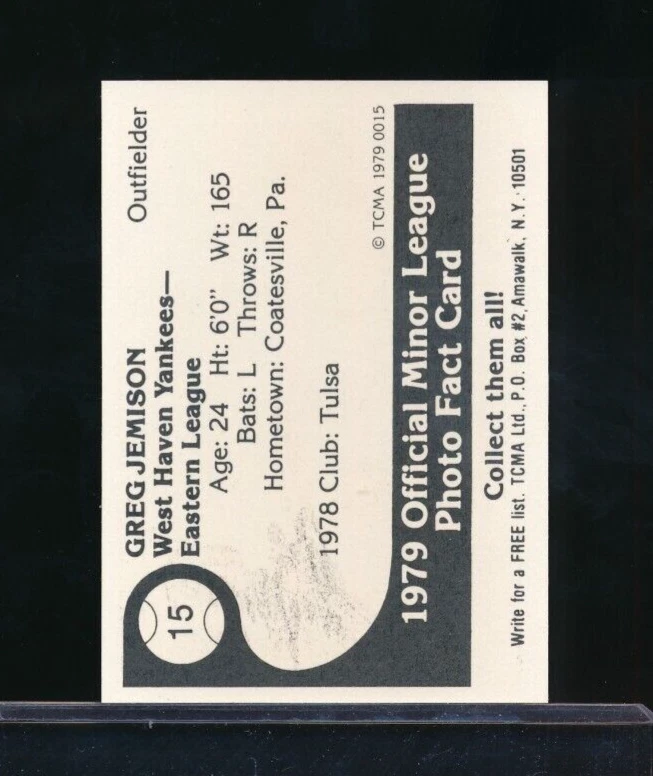 15
GREG JEMISON Outfielder
West Haven Yankees—
Eastern League
Age: 24 Ht: 6'0" Wt: 165
Bats: L Throws: R
Hometown: Coatesville, Pa.
1978 Club: Tulsa
© TCMA 1979 0015
1979 Official Minor League
Photo Fact Card
Collect them all!
Write for a FREE list. TCMA Ltd., P.O. Box #2, Amawalk, N.Y. 10501